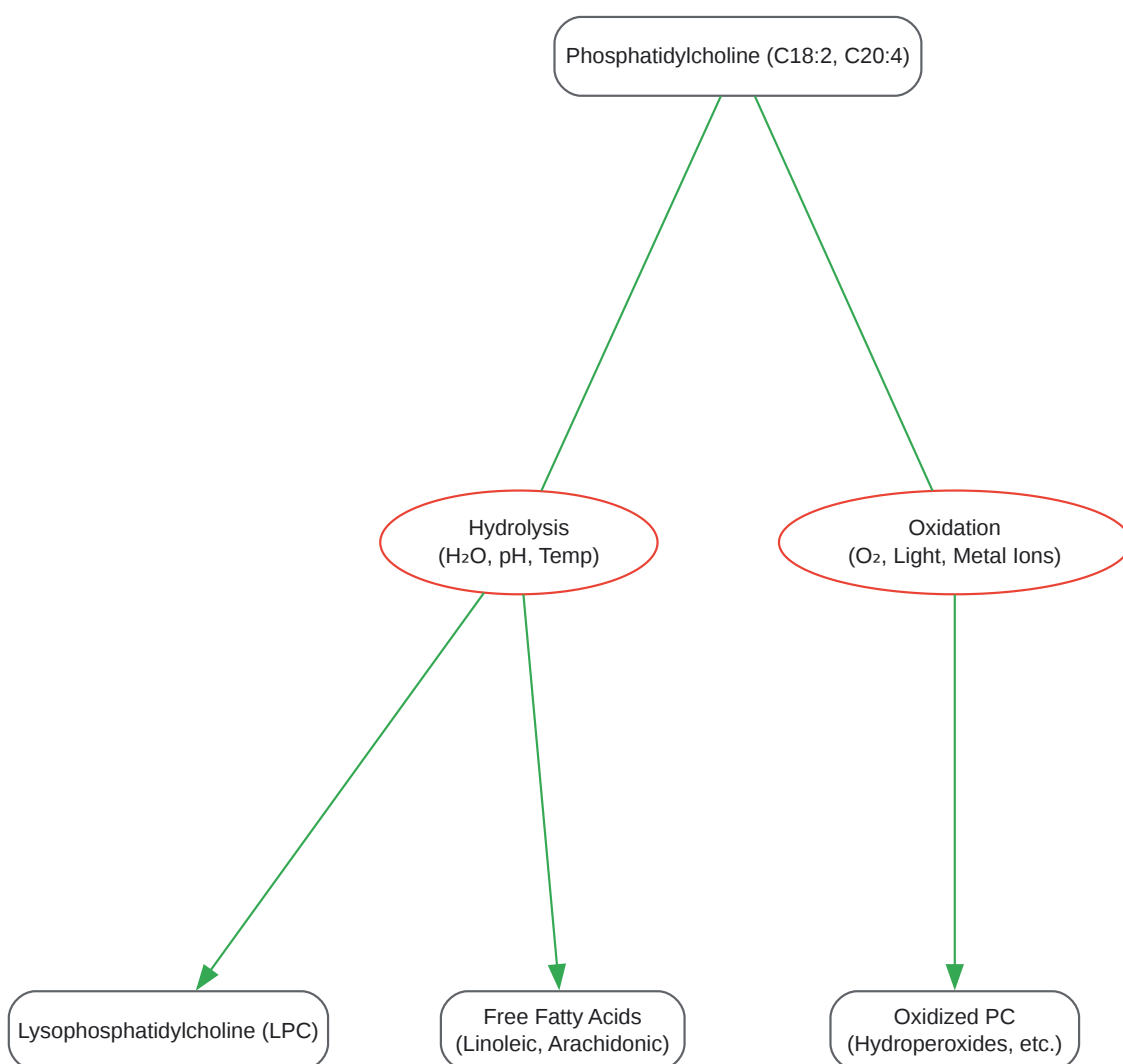 Phosphatidylcholine (C18:2, C20:4)
Hydrolysis
(H₂O, pH, Temp)
Oxidation
(O₂, Light, Metal Ions)
Lysophosphatidylcholine (LPC)
Free Fatty Acids
(Linoleic, Arachidonic)
Oxidized PC
(Hydroperoxides, etc.)